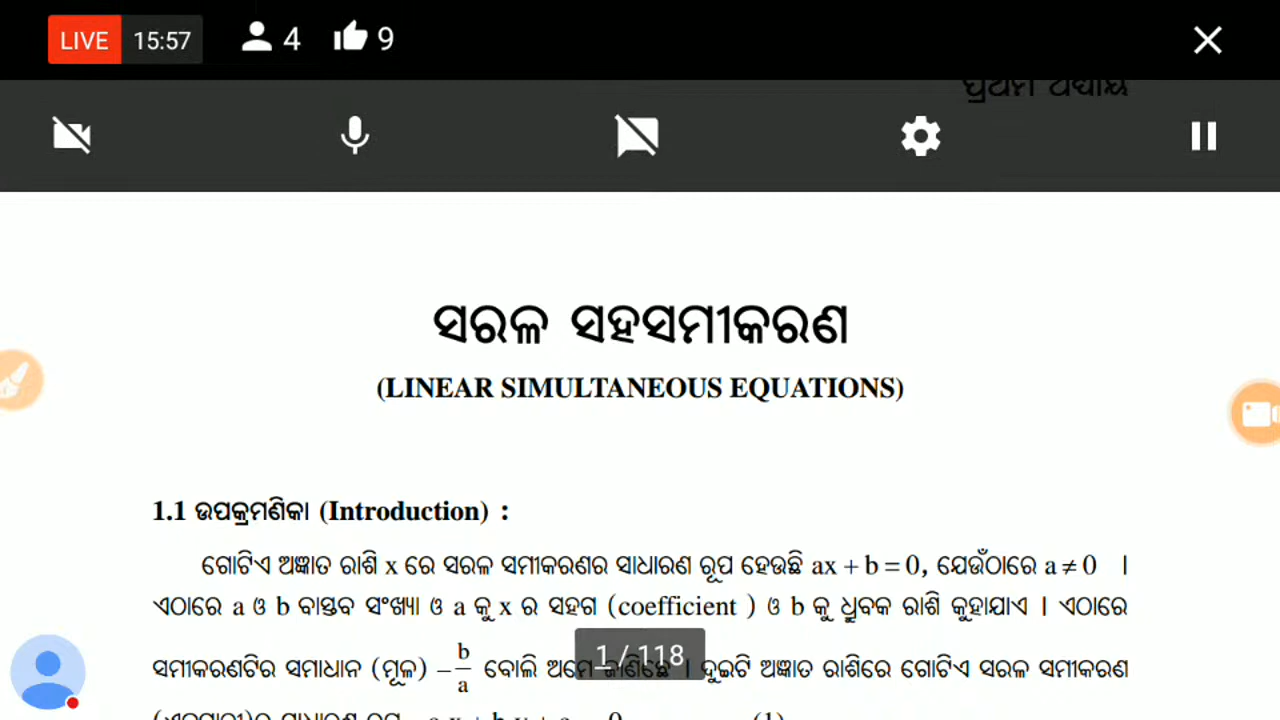 LIVE 15:57 4 9
ପ୍ରଥମ ଅଧ୍ୟାୟ
ସରଳ ସହସମୀକରଣ
(LINEAR SIMULTANEOUS EQUATIONS)
1.1 ଉପକ୍ରମଣିକା (Introduction) :
ଗୋଟିଏ ଅଜ୍ଞାତ ରାଶି x ରେ ସରଳ ସମୀକରଣର ସାଧାରଣ ରୂପ ହେଉଛି ax + b = 0, ଯେଉଁଠାରେ a ≠ 0 ।
ଏଠାରେ a ଓ b ବାସ୍ତବ ସଂଖ୍ୟା ଓ a କୁ x ର ସହଗ (coefficient ) ଓ b କୁ ଧ୍ରୁବକ ରାଶି କୁହାଯାଏ । ଏଠାରେ
ସମୀକରଣଟିର ସମାଧାନ (ମୂଳ) –b/a ବୋଲି ଅମେ ଜାଣିଛେ । ଦୁଇଟି ଅଜ୍ଞାତ ରାଶିରେ ଗୋଟିଏ ସରଳ ସମୀକରଣ
1 / 118